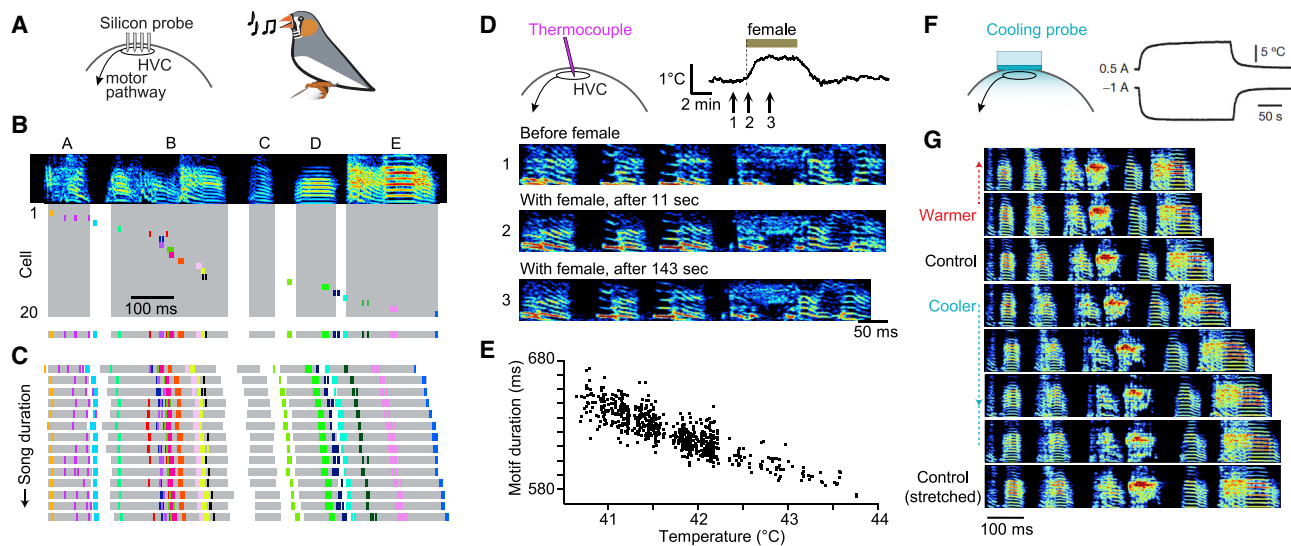 A
Silicon probe
HVC
motor
pathway
B
A B C D E
1
Cell
20
100 ms
C
Song duration
D
Thermocouple
HVC
female
1°C
2 min
1 2 3
Before female
1
With female, after 11 sec
2
With female, after 143 sec
3
50 ms
E
680
Motif duration (ms)
580
41 42 43 44
Temperature (°C)
F
Cooling probe
0.5 A
–1 A
5 ºC
50 s
G
Warmer
Control
Cooler
Control
(stretched)
100 ms